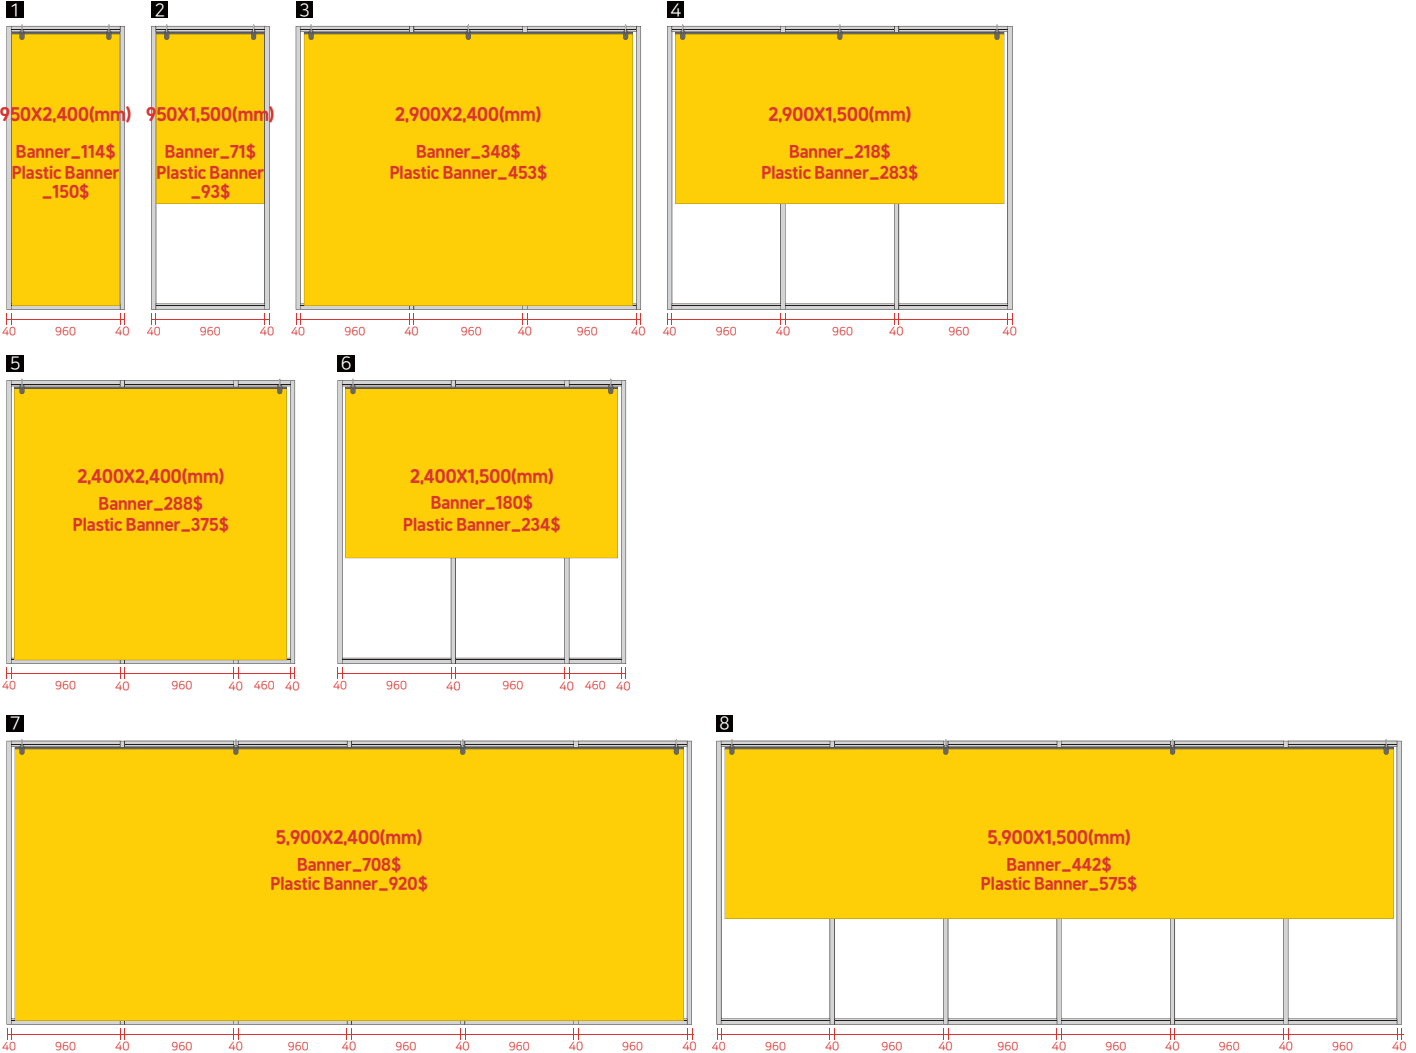 1
950X2,400(mm)
Banner_114$
Plastic Banner
_150$
40 960 40
2
950X1,500(mm)
Banner_71$
Plastic Banner
_93$
40 960 40
3
2,900X2,400(mm)
Banner_348$
Plastic Banner_453$
40 960 40 960 40 960 40
4
2,900X1,500(mm)
Banner_218$
Plastic Banner_283$
40 960 40 960 40 960 40
5
2,400X2,400(mm)
Banner_288$
Plastic Banner_375$
40 960 40 960 40 460 40
6
2,400X1,500(mm)
Banner_180$
Plastic Banner_234$
40 960 40 960 40 460 40
7
5,900X2,400(mm)
Banner_708$
Plastic Banner_920$
40 960 40 960 40 960 40 960 40 960 40 960 40
8
5,900X1,500(mm)
Banner_442$
Plastic Banner_575$
40 960 40 960 40 960 40 960 40 960 40 960 40